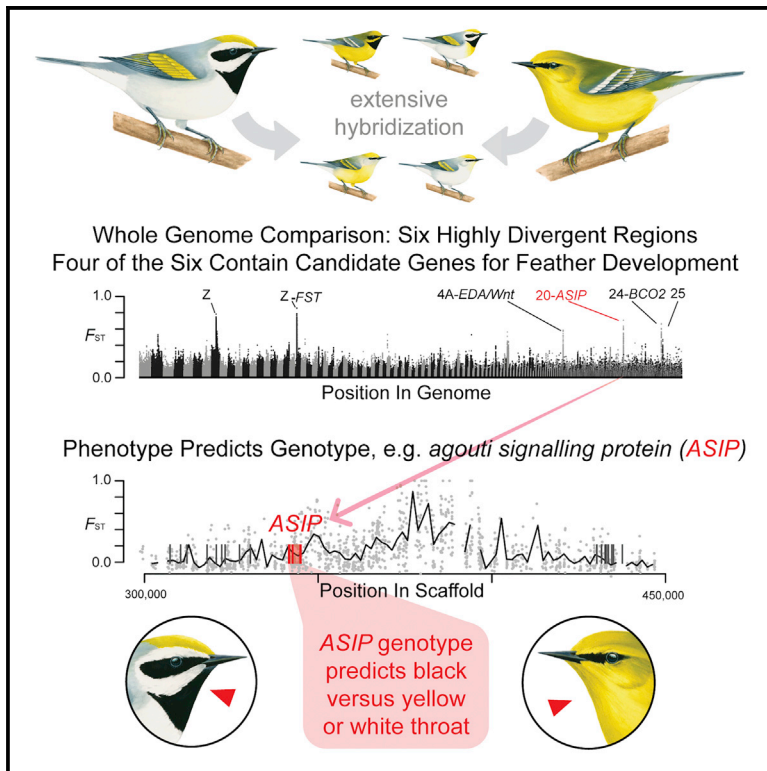 extensive
hybridization
Whole Genome Comparison: Six Highly Divergent Regions
Four of the Six Contain Candidate Genes for Feather Development
1.0
Z
Z-FST
4A-EDA/Wnt
20-ASIP
24-BCO2
25
FST
0.0
Position In Genome
Phenotype Predicts Genotype, e.g. agouti signalling protein (ASIP)
1.0
ASIP
FST
0.0
300,000
Position In Scaffold
450,000
ASIP genotype
predicts black
versus yellow
or white throat